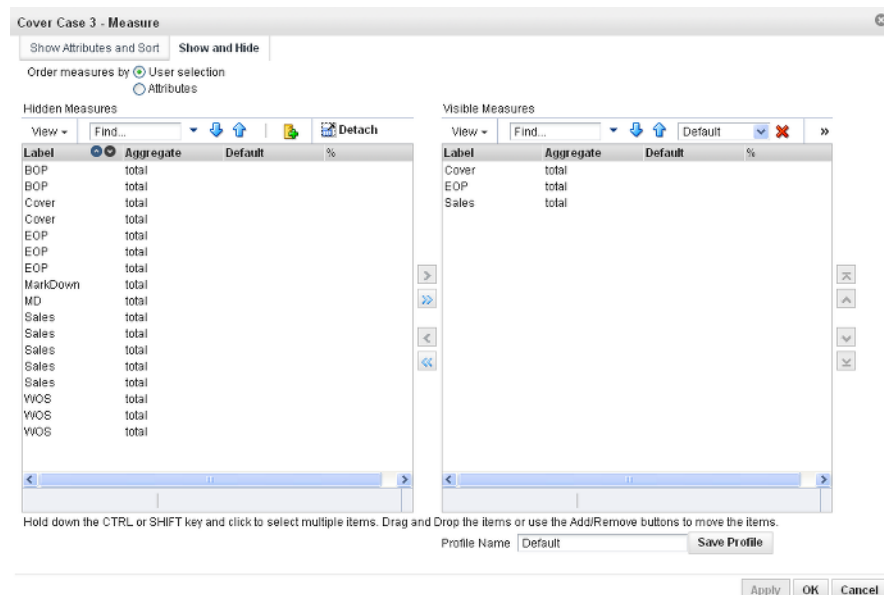 Cover Case 3 - Measure
Show Attributes and Sort Show and Hide
Order measures by User selection
Attributes
Hidden Measures
View Find... Detach
Label Aggregate Default %
BOP total
BOP total
Cover total
Cover total
EOP total
EOP total
EOP total
MarkDown total
MD total
Sales total
Sales total
Sales total
Sales total
Sales total
WOS total
WOS total
WOS total
Visible Measures
View Find... Default »
Label Aggregate Default %
Cover total
EOP total
Sales total
Hold down the CTRL or SHIFT key and click to select multiple items. Drag and Drop the items or use the Add/Remove buttons to move the items.
Profile Name Default Save Profile
Apply OK Cancel